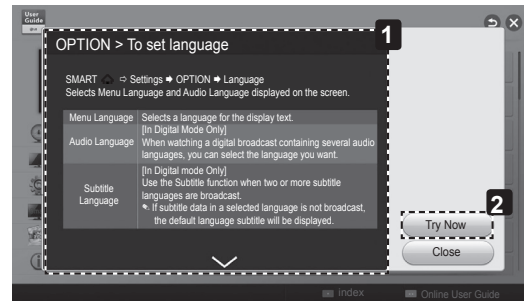 User
Guide
1
OPTION > To set language
SMART ⇨ Settings ➡ OPTION ➡ Language
Selects Menu Language and Audio Language displayed on the screen.
Menu Language Selects a language for the display text.
Audio Language [In Digital Mode Only]
When watching a digital broadcast containing several audio
languages, you can select the language you want.
Subtitle Language [In Digital mode Only]
Use the Subtitle function when two or more subtitle
languages are broadcast.
If subtitle data in a selected language is not broadcast,
the default language subtitle will be displayed.
2
Try Now
Close
index Online User Guide